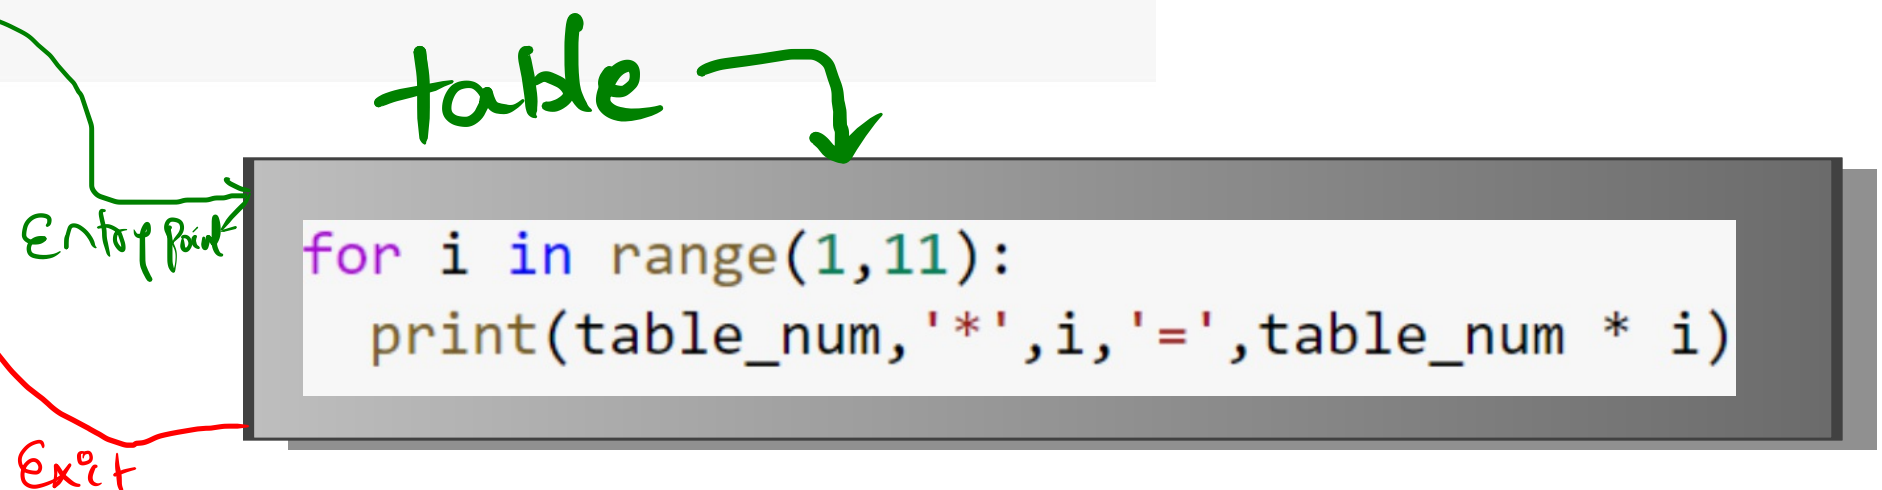 table
Entry point
for i in range(1,11):
  print(table_num,'*',i,'=',table_num * i)
Exit